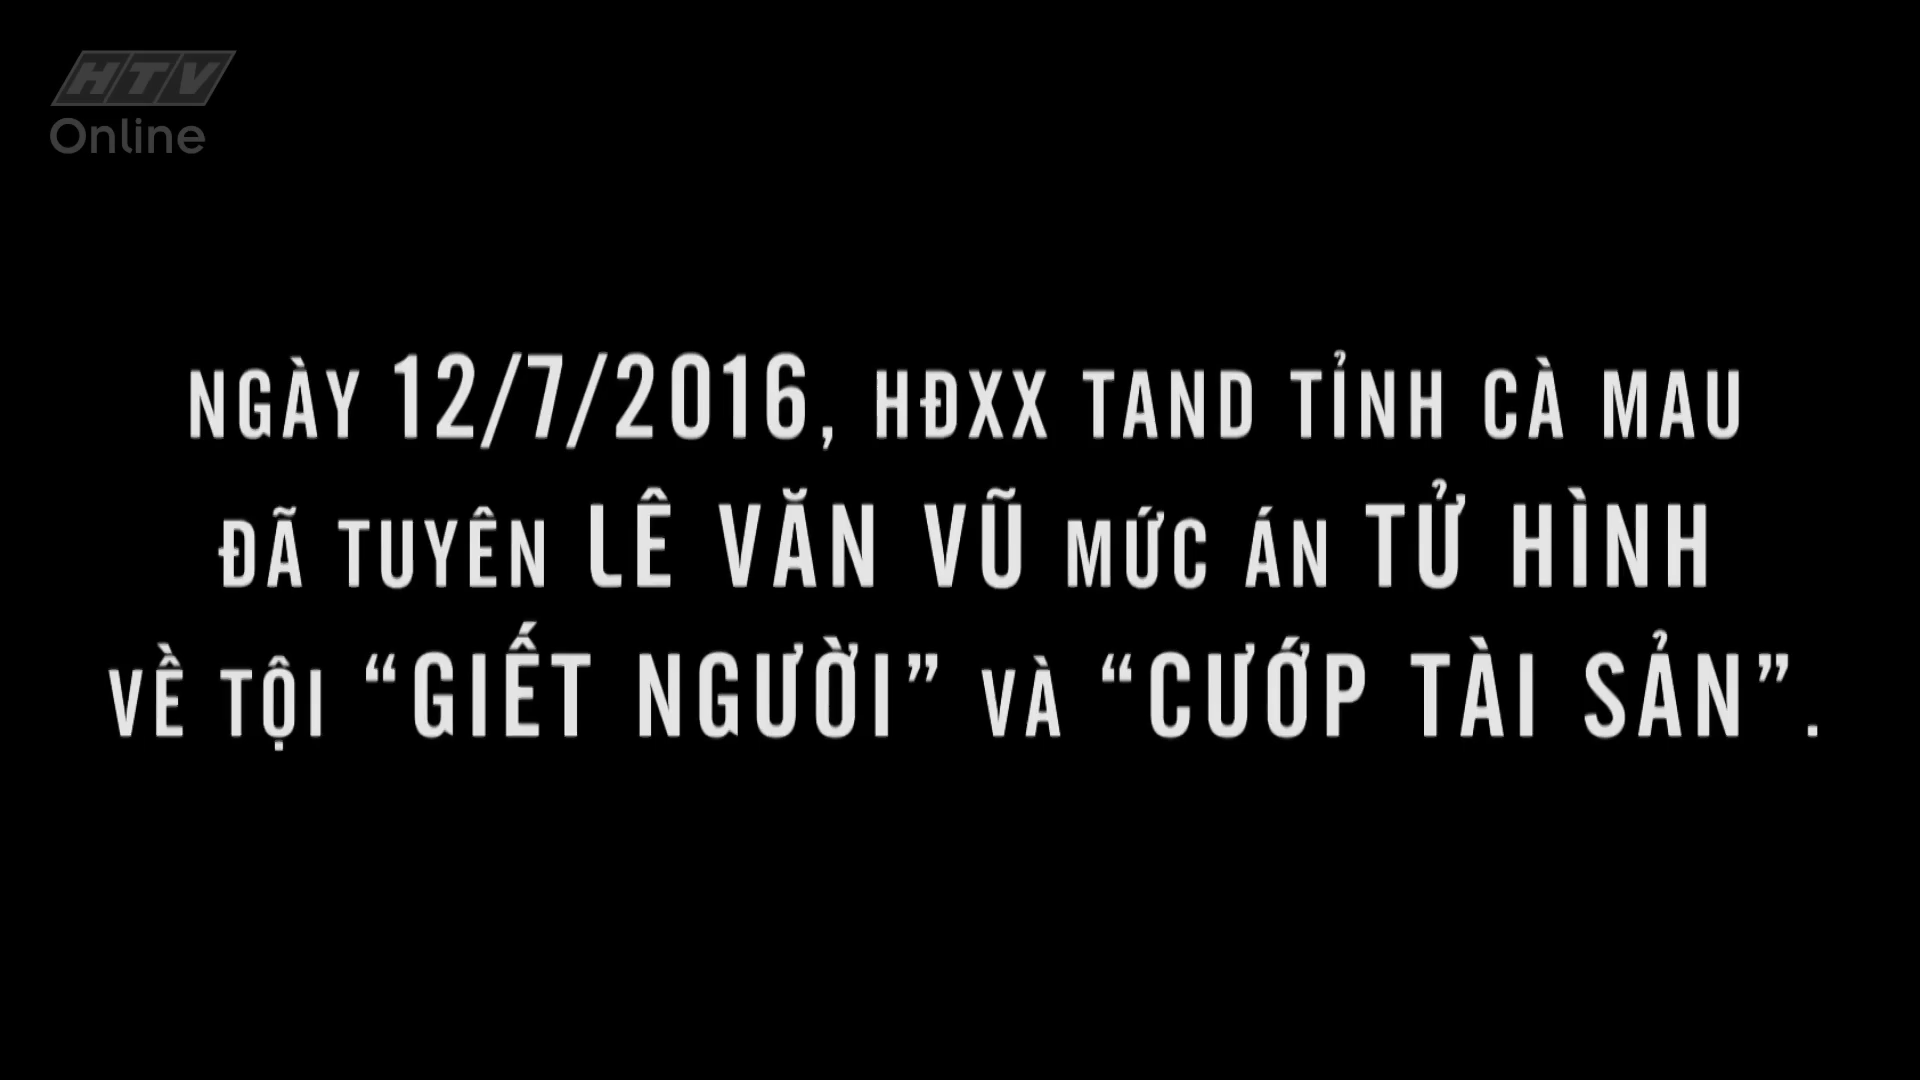 HTV
Online
NGÀY 12/7/2016, HĐXX TAND TỈNH CÀ MAU
ĐÃ TUYÊN LÊ VĂN VŨ MỨC ÁN TỬ HÌNH
VỀ TỘI “GIẾT NGƯỜI” VÀ “CƯỚP TÀI SẢN”.